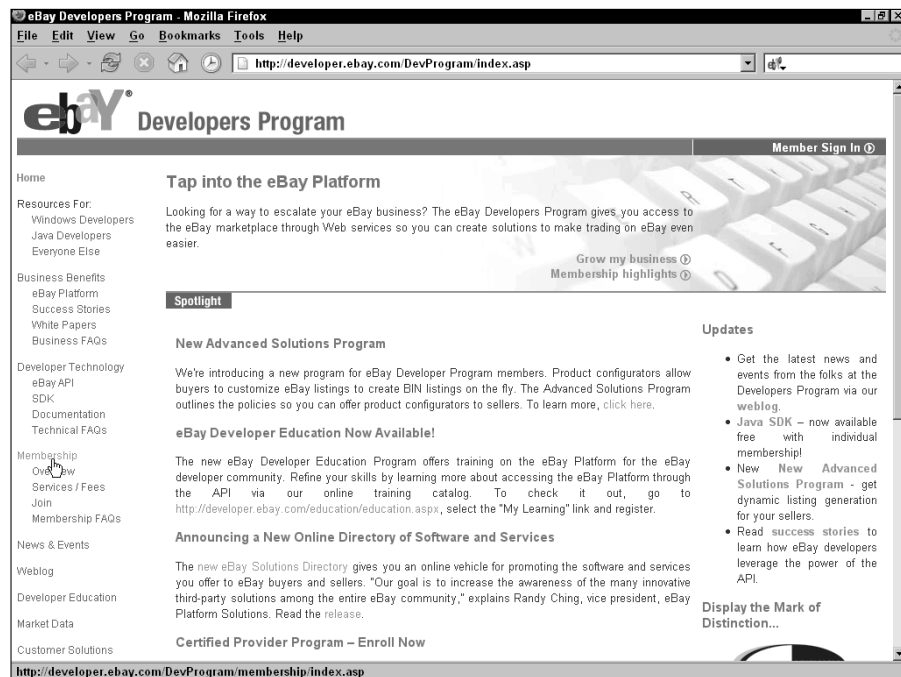 eBay Developers Program - Mozilla Firefox
File Edit View Go Bookmarks Tools Help
http://developer.ebay.com/DevProgram/index.asp
ebaY® Developers Program
Member Sign In
Home
Resources For:
Windows Developers
Java Developers
Everyone Else
Business Benefits
eBay Platform
Success Stories
White Papers
Business FAQs
Developer Technology
eBay API
SDK
Documentation
Technical FAQs
Membership
Overview
Services / Fees
Join
Membership FAQs
News & Events
Weblog
Developer Education
Market Data
Customer Solutions
Tap into the eBay Platform
Looking for a way to escalate your eBay business? The eBay Developers Program gives you access to
the eBay marketplace through Web services so you can create solutions to make trading on eBay even
easier.
Grow my business
Membership highlights
Spotlight
New Advanced Solutions Program
We're introducing a new program for eBay Developer Program members. Product configurators allow
buyers to customize eBay listings to create BIN listings on the fly. The Advanced Solutions Program
outlines the policies so you can offer product configurators to sellers. To learn more, click here.
eBay Developer Education Now Available!
The new eBay Developer Education Program offers training on the eBay Platform for the eBay
developer community. Refine your skills by learning more about accessing the eBay Platform through
the API via our online training catalog. To check it out, go to
http://developer.ebay.com/education/education.aspx, select the "My Learning" link and register.
Announcing a New Online Directory of Software and Services
The new eBay Solutions Directory gives you an online vehicle for promoting the software and services
you offer to eBay buyers and sellers. "Our goal is to increase the awareness of the many innovative
third-party solutions among the entire eBay community," explains Randy Ching, vice president, eBay
Platform Solutions. Read the release.
Certified Provider Program – Enroll Now
Updates
• Get the latest news and
events from the folks at the
Developers Program via our
weblog.
• Java SDK – now available
free with individual
membership!
• New New Advanced
Solutions Program - get
dynamic listing generation
for your sellers.
• Read success stories to
learn how eBay developers
leverage the power of the
API.
Display the Mark of
Distinction...
http://developer.ebay.com/DevProgram/membership/index.asp